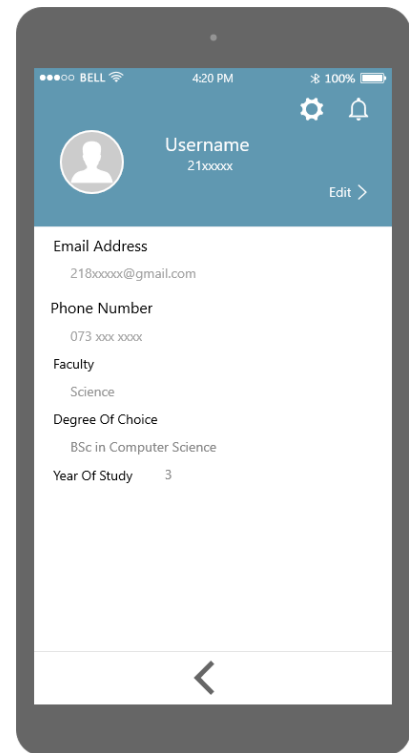 BELL 4:20 PM 100%
Username
21xxxxx
Edit
Email Address
218xxxxx@gmail.com
Phone Number
073 xxx xxxx
Faculty
Science
Degree Of Choice
BSc in Computer Science
Year Of Study 3